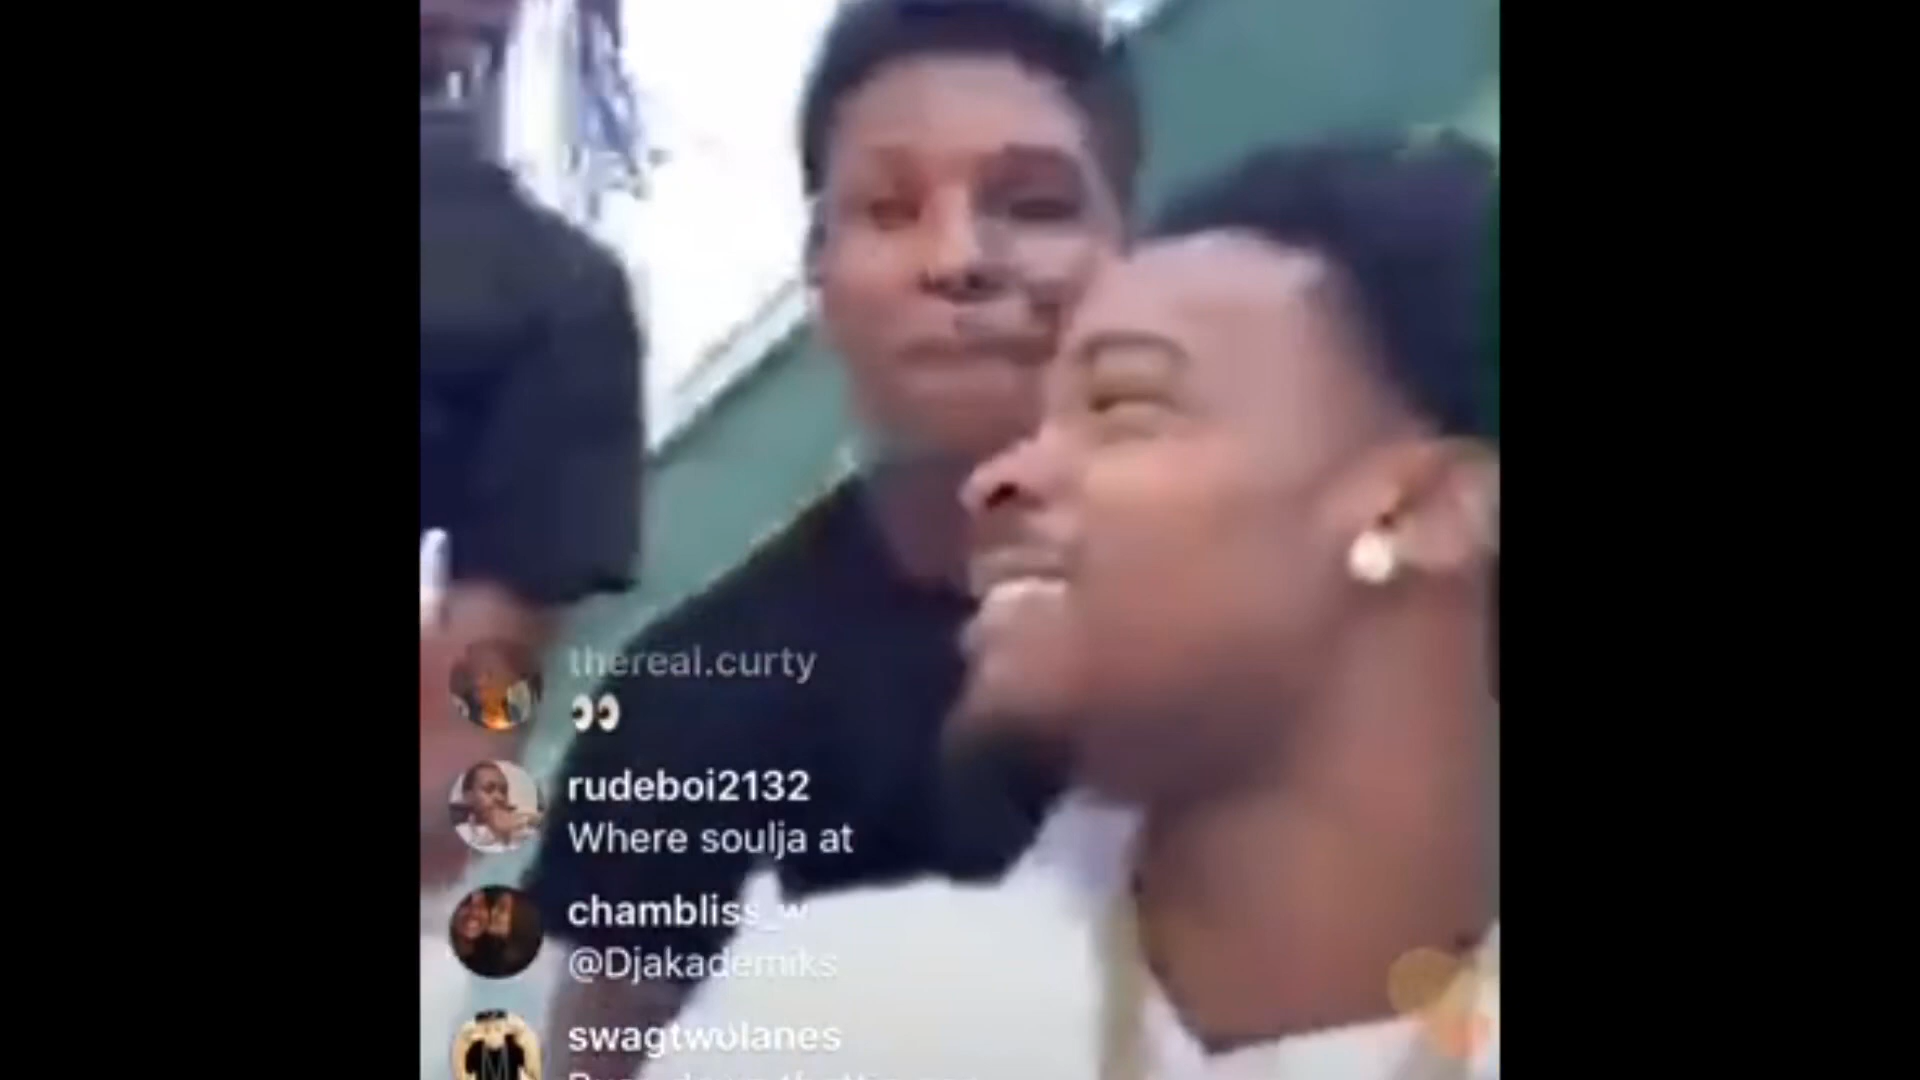 thereal.curty
👀
rudeboi2132
Where soulja at
chambliss_w
@Djakademiks
swagtwolanes